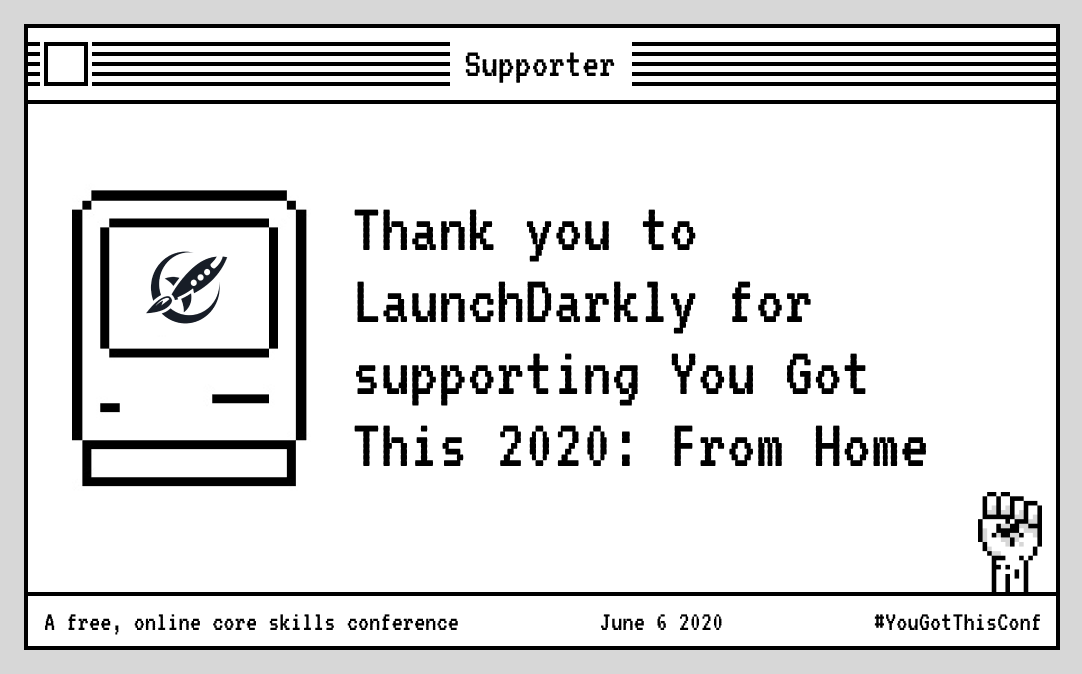 Supporter
Thank you to
LaunchDarkly for
supporting You Got
This 2020: From Home
A free, online core skills conference
June 6 2020
#YouGotThisConf